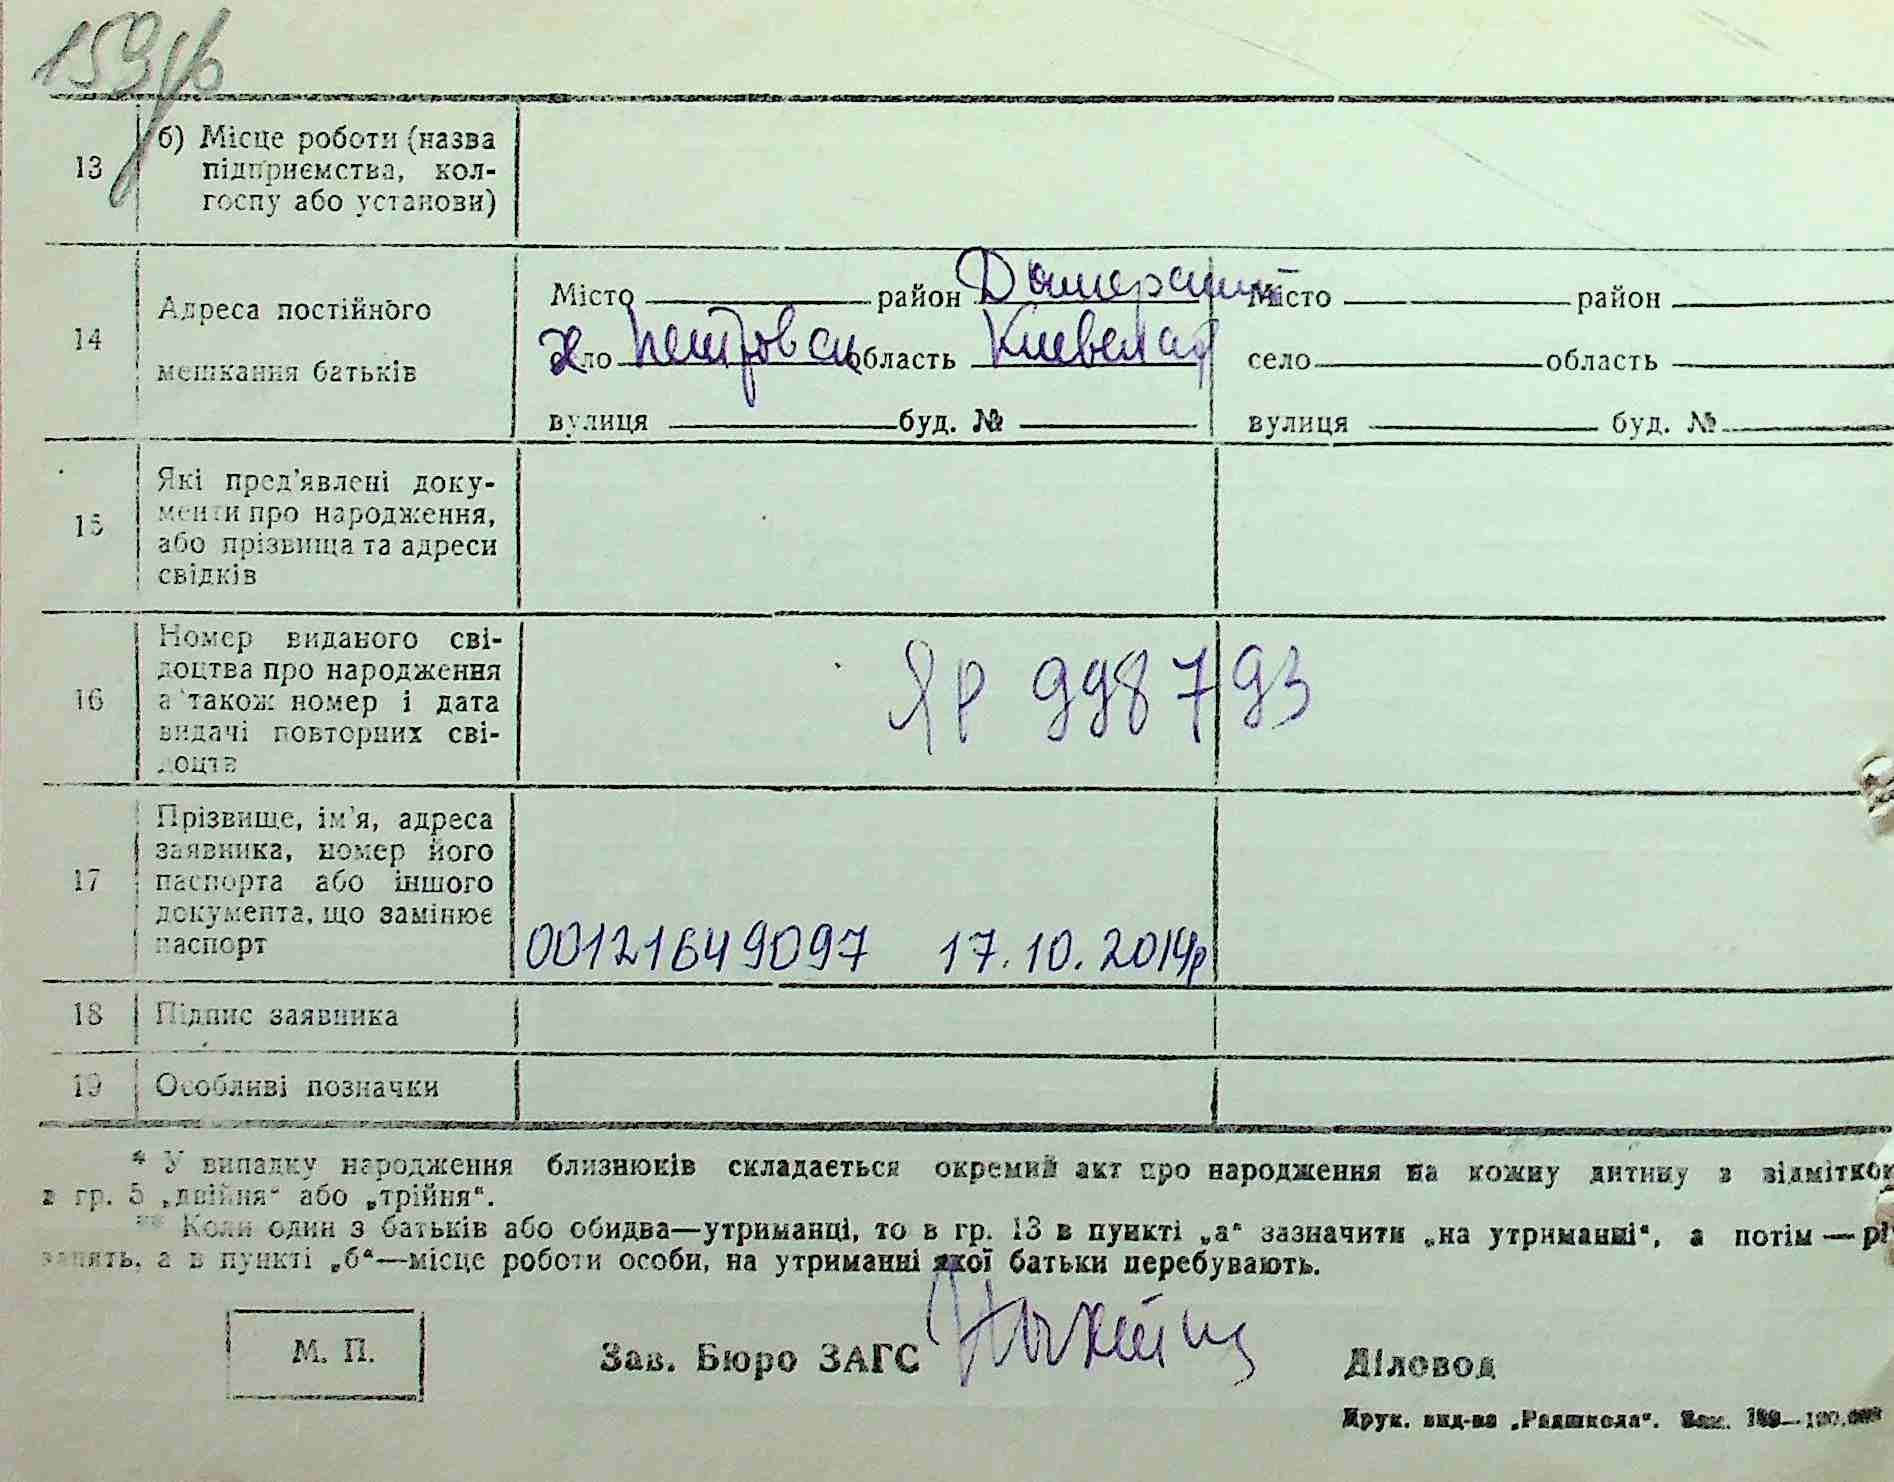 159зв
13
б) Місце роботи (назва
підприємства, кол-
госпу або установи)
14
Адреса постійного
мешкання батьків
Місто район Димерский
село Петровск область Киевская
вулиця буд. №
Місто район
село область
вулиця буд. №
15
Які пред'явлені доку-
менти про народження,
або прізвища та адреси
свідків
16
Номер виданого сві-
доцтва про народження
а також номер і дата
видачі повторних сві-
доцтв
ЯР 998793
17
Прізвище, ім'я, адреса
заявника, номер його
паспорта або іншого
документа, що замінює
паспорт
00121649097 17.10.2014р
18
Підпис заявника
19
Особливі позначки
* У випадку народження близнюків складається окремий акт про народження на кожну дитину з відміткою
в гр. 5 „двійня“ або „трійня“.
** Коли один з батьків або обидва—утриманці, то в гр. 13 в пункті „а“ зазначити „на утриманні“, а потім — рі
занять, а в пункті „б“—місце роботи особи, на утриманні якої батьки перебувають.
М. П.
Зав. Бюро ЗАГС
Діловод
Друк. вид-ва „Радшкола“. Зам.